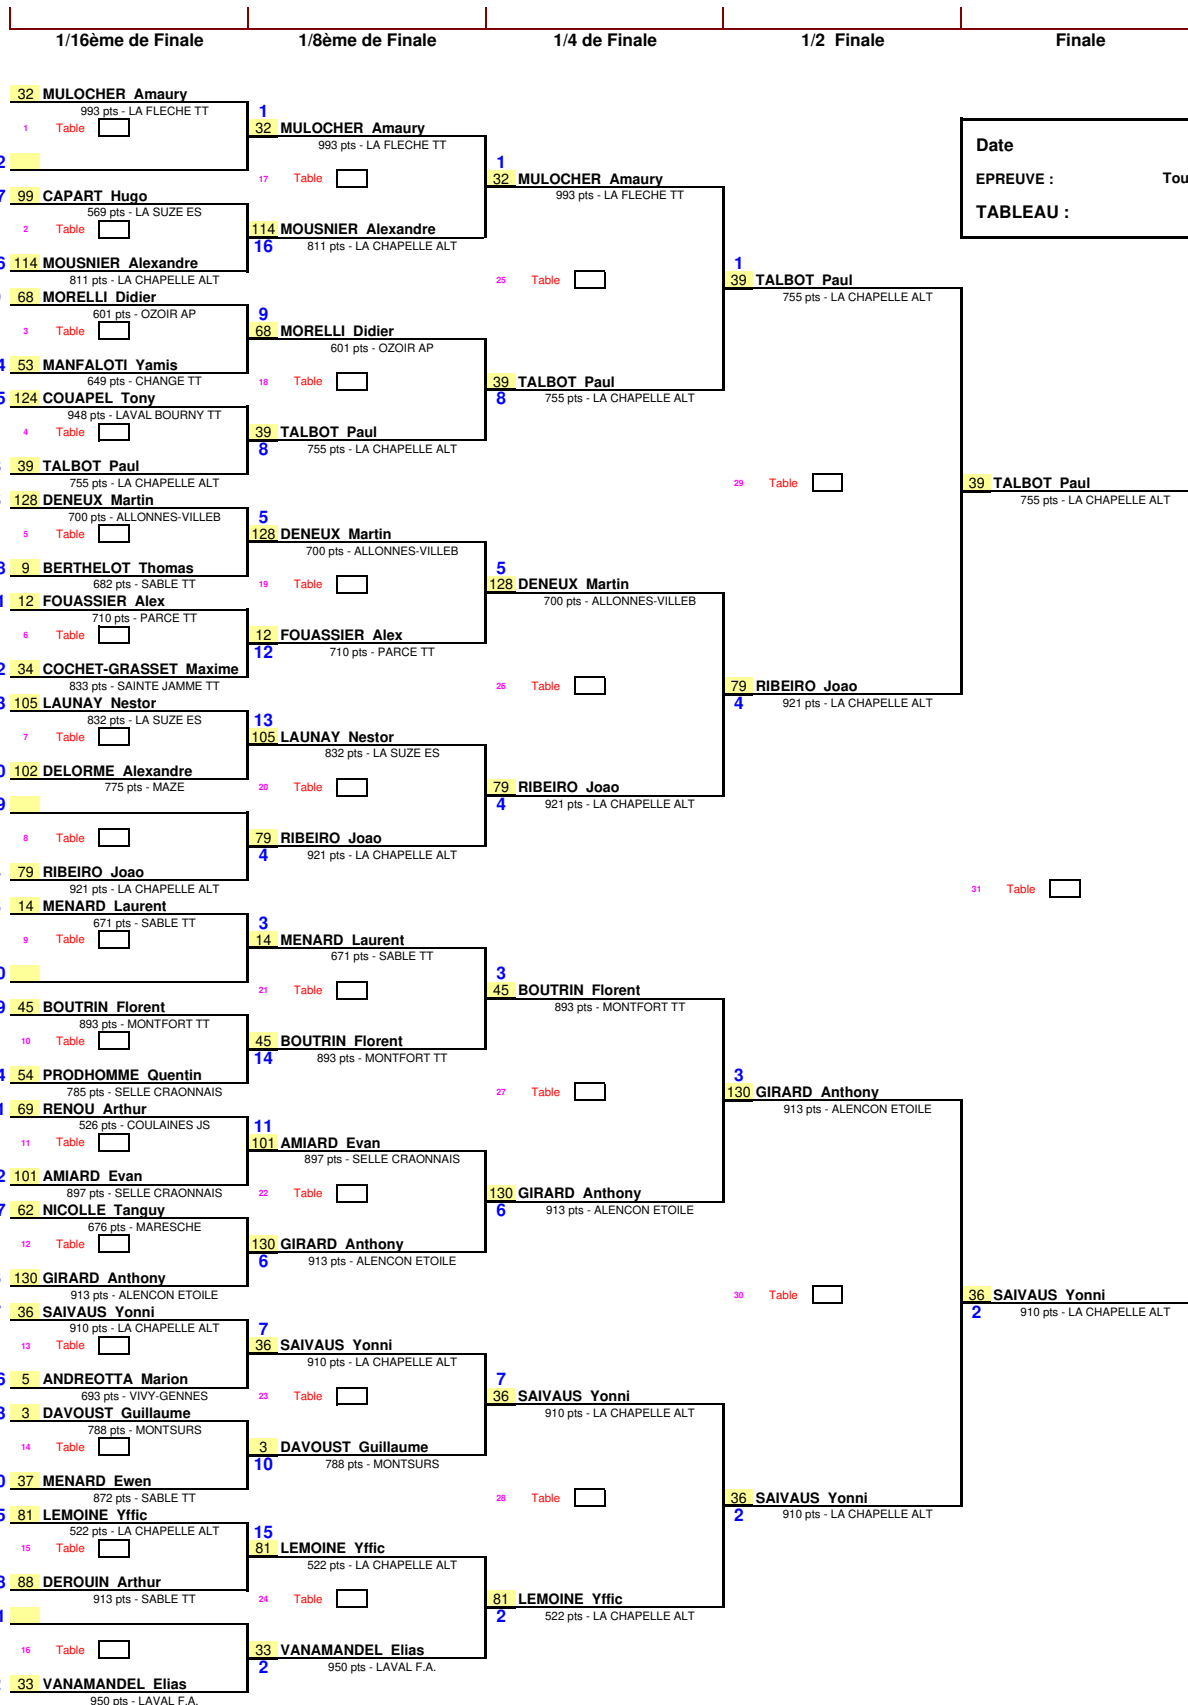 1/16ème de Finale
1/8ème de Finale
1/4 de Finale
1/2 Finale
Finale
Date
EPREUVE : Tou
TABLEAU :
32 MULOCHER Amaury
993 pts - LA FLECHE TT
1 Table
2
7 99 CAPART Hugo
569 pts - LA SUZE ES
2 Table
6 114 MOUSNIER Alexandre
811 pts - LA CHAPELLE ALT
68 MORELLI Didier
601 pts - OZOIR AP
3 Table
4 53 MANFALOTI Yamis
649 pts - CHANGE TT
5 124 COUAPEL Tony
948 pts - LAVAL BOURNY TT
4 Table
39 TALBOT Paul
755 pts - LA CHAPELLE ALT
128 DENEUX Martin
700 pts - ALLONNES-VILLEB
5 Table
3 9 BERTHELOT Thomas
682 pts - SABLE TT
1 12 FOUASSIER Alex
710 pts - PARCE TT
6 Table
2 34 COCHET-GRASSET Maxime
833 pts - SAINTE JAMME TT
3 105 LAUNAY Nestor
832 pts - LA SUZE ES
7 Table
0 102 DELORME Alexandre
775 pts - MAZE
9
8 Table
79 RIBEIRO Joao
921 pts - LA CHAPELLE ALT
14 MENARD Laurent
671 pts - SABLE TT
9 Table
0
9 45 BOUTRIN Florent
893 pts - MONTFORT TT
10 Table
4 54 PRODHOMME Quentin
785 pts - SELLE CRAONNAIS
1 69 RENOU Arthur
526 pts - COULAINES JS
11 Table
2 101 AMIARD Evan
897 pts - SELLE CRAONNAIS
7 62 NICOLLE Tanguy
676 pts - MARESCHE
12 Table
130 GIRARD Anthony
913 pts - ALENCON ETOILE
36 SAIVAUS Yonni
910 pts - LA CHAPELLE ALT
13 Table
6 5 ANDREOTTA Marion
693 pts - VIVY-GENNES
3 3 DAVOUST Guillaume
788 pts - MONTSURS
14 Table
0 37 MENARD Ewen
872 pts - SABLE TT
5 81 LEMOINE Yffic
522 pts - LA CHAPELLE ALT
15 Table
8 88 DEROUIN Arthur
913 pts - SABLE TT
1
16 Table
33 VANAMANDEL Elias
950 pts - LAVAL F.A.
1
32 MULOCHER Amaury
993 pts - LA FLECHE TT
17 Table
114 MOUSNIER Alexandre
16 811 pts - LA CHAPELLE ALT
9
68 MORELLI Didier
601 pts - OZOIR AP
18 Table
39 TALBOT Paul
8 755 pts - LA CHAPELLE ALT
5
128 DENEUX Martin
700 pts - ALLONNES-VILLEB
19 Table
12 FOUASSIER Alex
12 710 pts - PARCE TT
13
105 LAUNAY Nestor
832 pts - LA SUZE ES
20 Table
79 RIBEIRO Joao
4 921 pts - LA CHAPELLE ALT
3
14 MENARD Laurent
671 pts - SABLE TT
21 Table
45 BOUTRIN Florent
14 893 pts - MONTFORT TT
11
101 AMIARD Evan
897 pts - SELLE CRAONNAIS
22 Table
130 GIRARD Anthony
6 913 pts - ALENCON ETOILE
7
36 SAIVAUS Yonni
910 pts - LA CHAPELLE ALT
23 Table
3 DAVOUST Guillaume
10 788 pts - MONTSURS
15
81 LEMOINE Yffic
522 pts - LA CHAPELLE ALT
24 Table
33 VANAMANDEL Elias
2 950 pts - LAVAL F.A.
1
32 MULOCHER Amaury
993 pts - LA FLECHE TT
25 Table
39 TALBOT Paul
8 755 pts - LA CHAPELLE ALT
5
128 DENEUX Martin
700 pts - ALLONNES-VILLEB
26 Table
79 RIBEIRO Joao
4 921 pts - LA CHAPELLE ALT
3
45 BOUTRIN Florent
893 pts - MONTFORT TT
27 Table
130 GIRARD Anthony
6 913 pts - ALENCON ETOILE
7
36 SAIVAUS Yonni
910 pts - LA CHAPELLE ALT
28 Table
81 LEMOINE Yffic
2 522 pts - LA CHAPELLE ALT
1
39 TALBOT Paul
755 pts - LA CHAPELLE ALT
29 Table
79 RIBEIRO Joao
4 921 pts - LA CHAPELLE ALT
3
130 GIRARD Anthony
913 pts - ALENCON ETOILE
30 Table
36 SAIVAUS Yonni
2 910 pts - LA CHAPELLE ALT
39 TALBOT Paul
755 pts - LA CHAPELLE ALT
31 Table
36 SAIVAUS Yonni
2 910 pts - LA CHAPELLE ALT